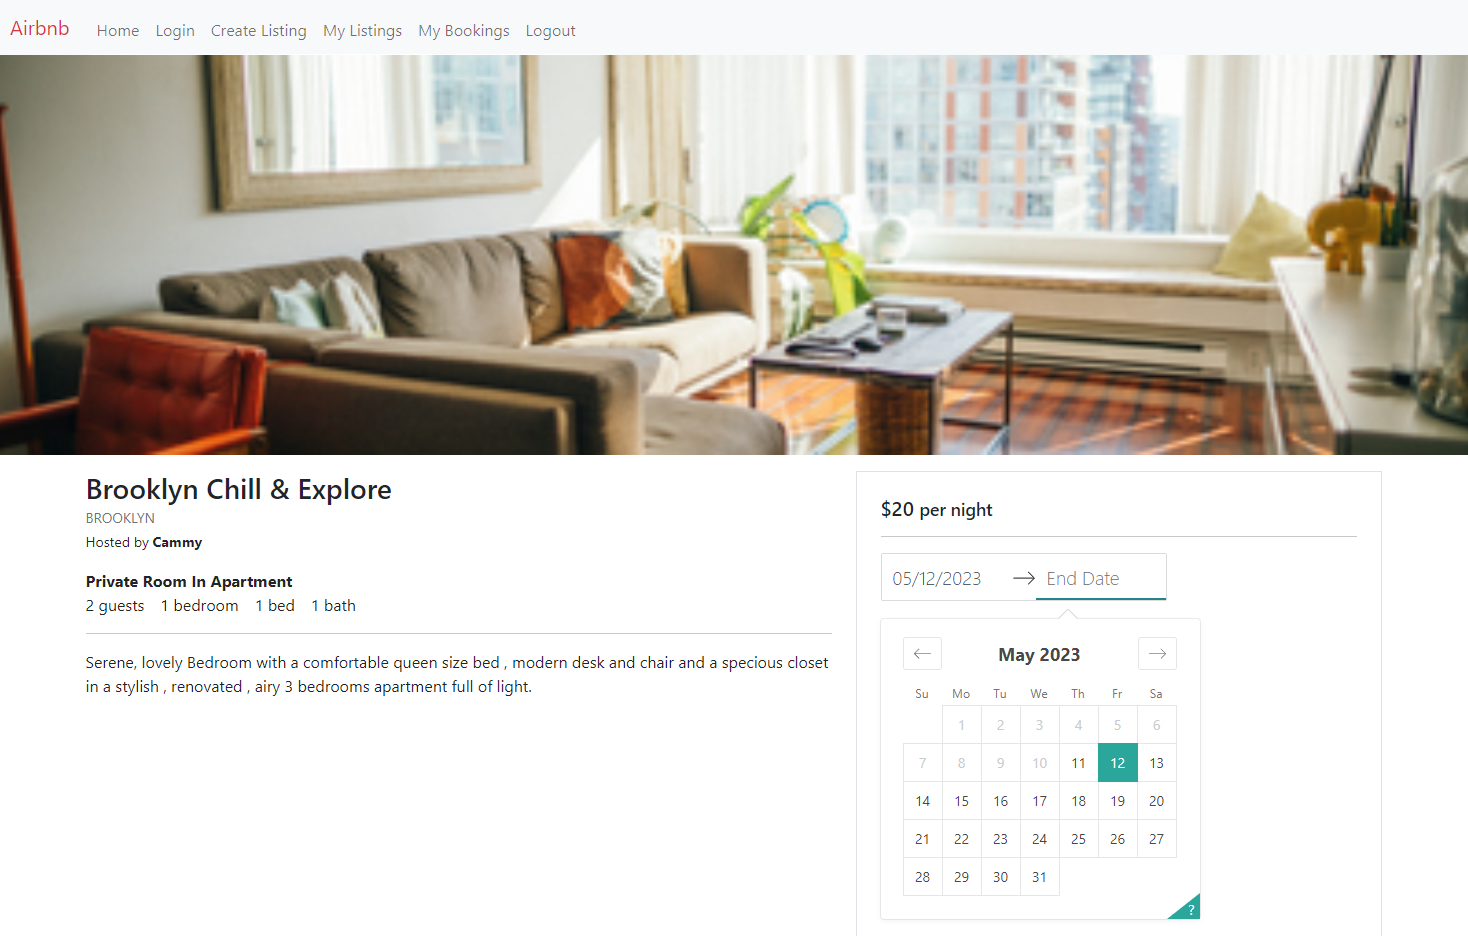 Airbnb Home Login Create Listing My Listings My Bookings Logout
Brooklyn Chill & Explore
BROOKLYN
Hosted by Cammy
Private Room In Apartment
2 guests 1 bedroom 1 bed 1 bath
Serene, lovely Bedroom with a comfortable queen size bed , modern desk and chair and a specious closet
in a stylish , renovated , airy 3 bedrooms apartment full of light.
$20 per night
05/12/2023 → End Date
← May 2023 →
Su Mo Tu We Th Fr Sa
1 2 3 4 5 6
7 8 9 10 11 12 13
14 15 16 17 18 19 20
21 22 23 24 25 26 27
28 29 30 31
?